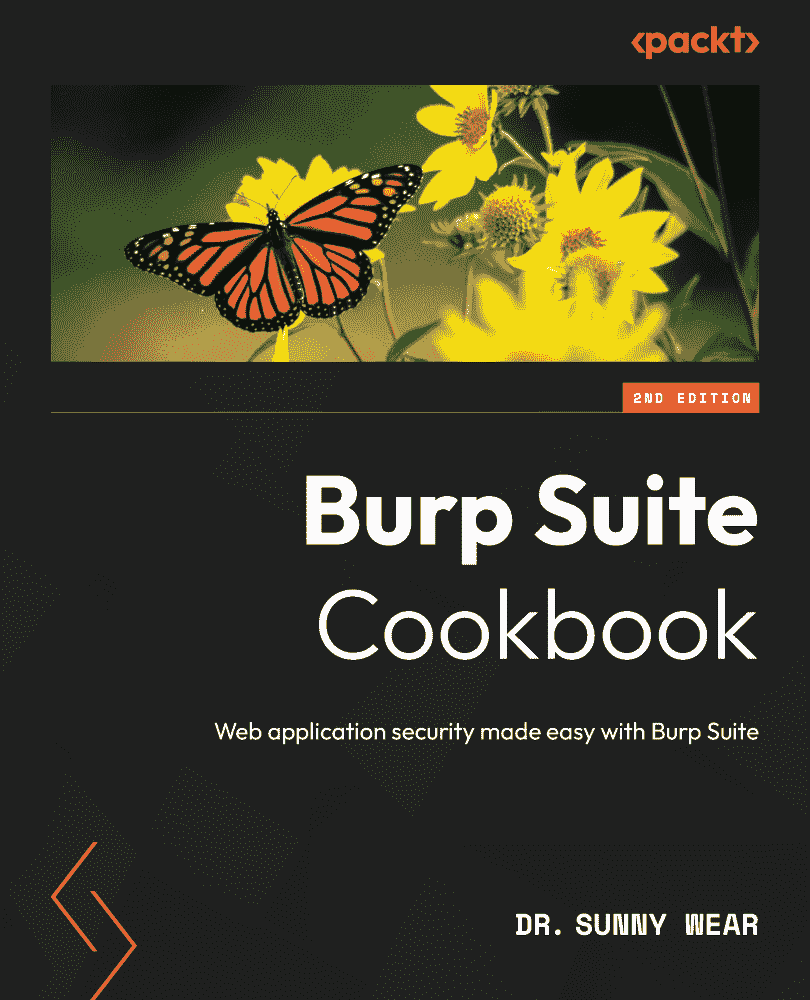 <packt>
2ND EDITION
Burp Suite
Cookbook
Web application security made easy with Burp Suite
DR. SUNNY WEAR